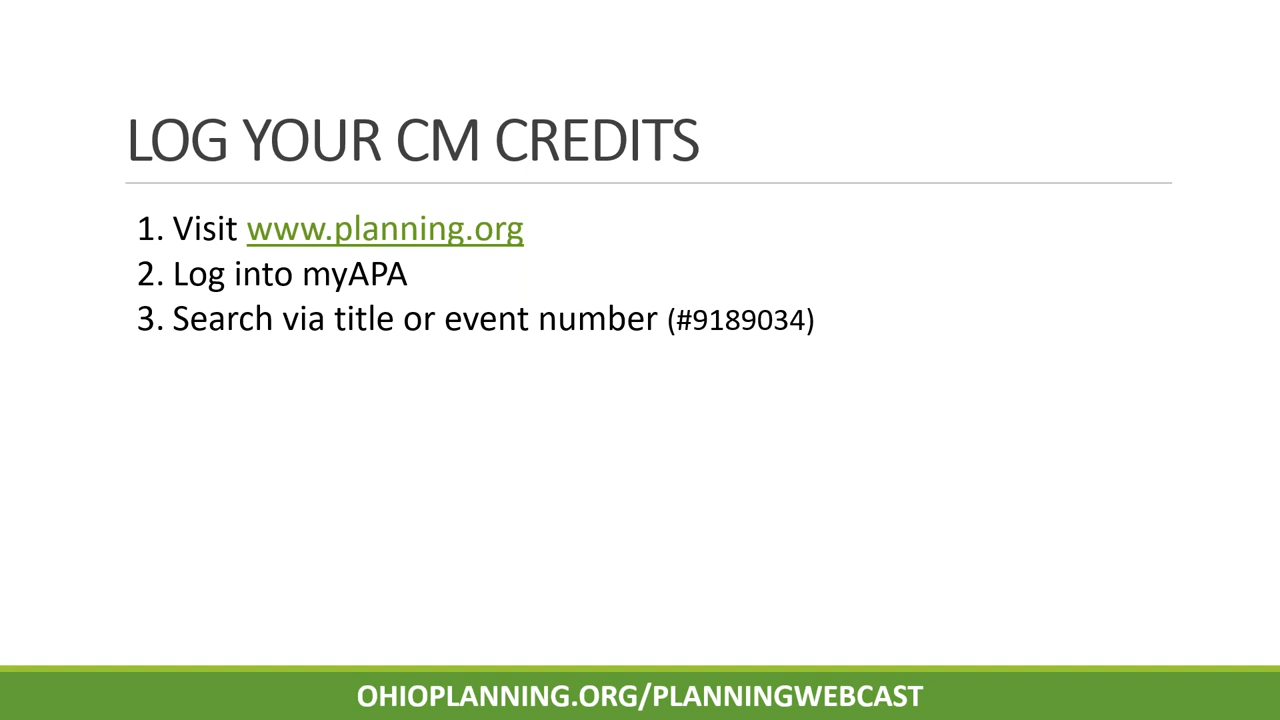 LOG YOUR CM CREDITS
1. Visit www.planning.org
2. Log into myAPA
3. Search via title or event number (#9189034)
OHIOPLANNING.ORG/PLANNINGWEBCAST